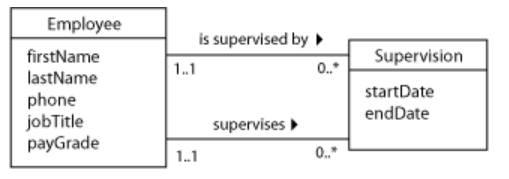 Employee
firstName
lastName
phone
jobTitle
payGrade
is supervised by ▶
1..1
0..*
supervises ▶
1..1
0..*
Supervision
startDate
endDate